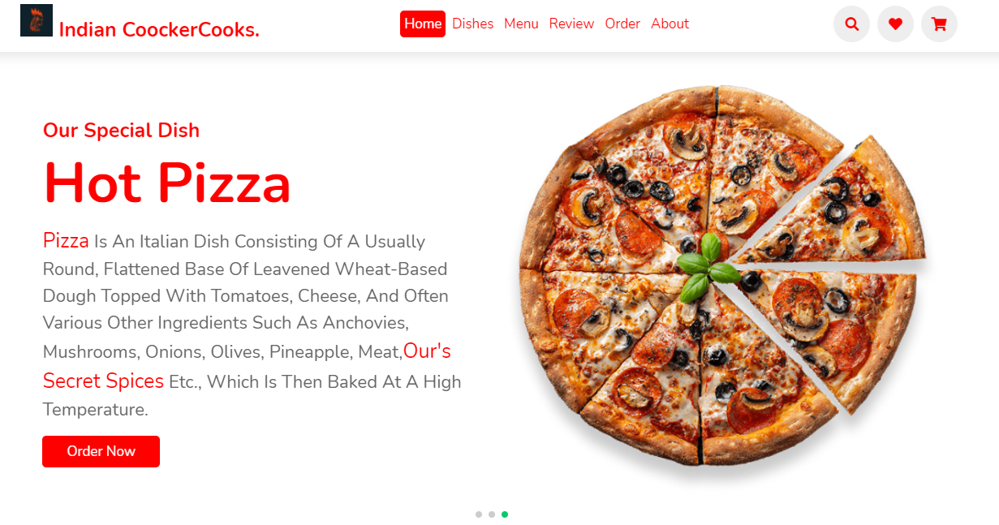 Indian CoockerCooks.
Home Dishes Menu Review Order About
Our Special Dish
Hot Pizza
Pizza Is An Italian Dish Consisting Of A Usually
Round, Flattened Base Of Leavened Wheat-Based
Dough Topped With Tomatoes, Cheese, And Often
Various Other Ingredients Such As Anchovies,
Mushrooms, Onions, Olives, Pineapple, Meat,Our's
Secret Spices Etc., Which Is Then Baked At A High
Temperature.
Order Now